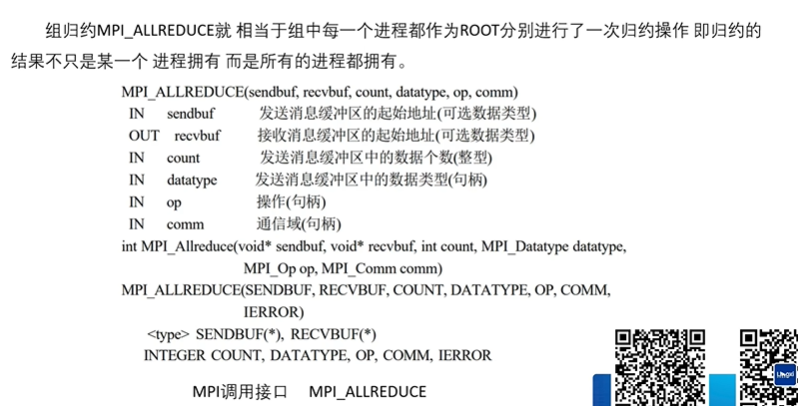 组归约MPI_ALLREDUCE就 相当于组中每一个进程都作为ROOT分别进行了一次归约操作 即归约的
结果不只是某一个 进程拥有 而是所有的进程都拥有。
MPI_ALLREDUCE(sendbuf, recvbuf, count, datatype, op, comm)
IN sendbuf 发送消息缓冲区的起始地址(可选数据类型)
OUT recvbuf 接收消息缓冲区的起始地址(可选数据类型)
IN count 发送消息缓冲区中的数据个数(整型)
IN datatype 发送消息缓冲区中的数据类型(句柄)
IN op 操作(句柄)
IN comm 通信域(句柄)
int MPI_Allreduce(void* sendbuf, void* recvbuf, int count, MPI_Datatype datatype,
MPI_Op op, MPI_Comm comm)
MPI_ALLREDUCE(SENDBUF, RECVBUF, COUNT, DATATYPE, OP, COMM,
IERROR)
<type> SENDBUF(*), RECVBUF(*)
INTEGER COUNT, DATATYPE, OP, COMM, IERROR
MPI调用接口 MPI_ALLREDUCE
Lingxi